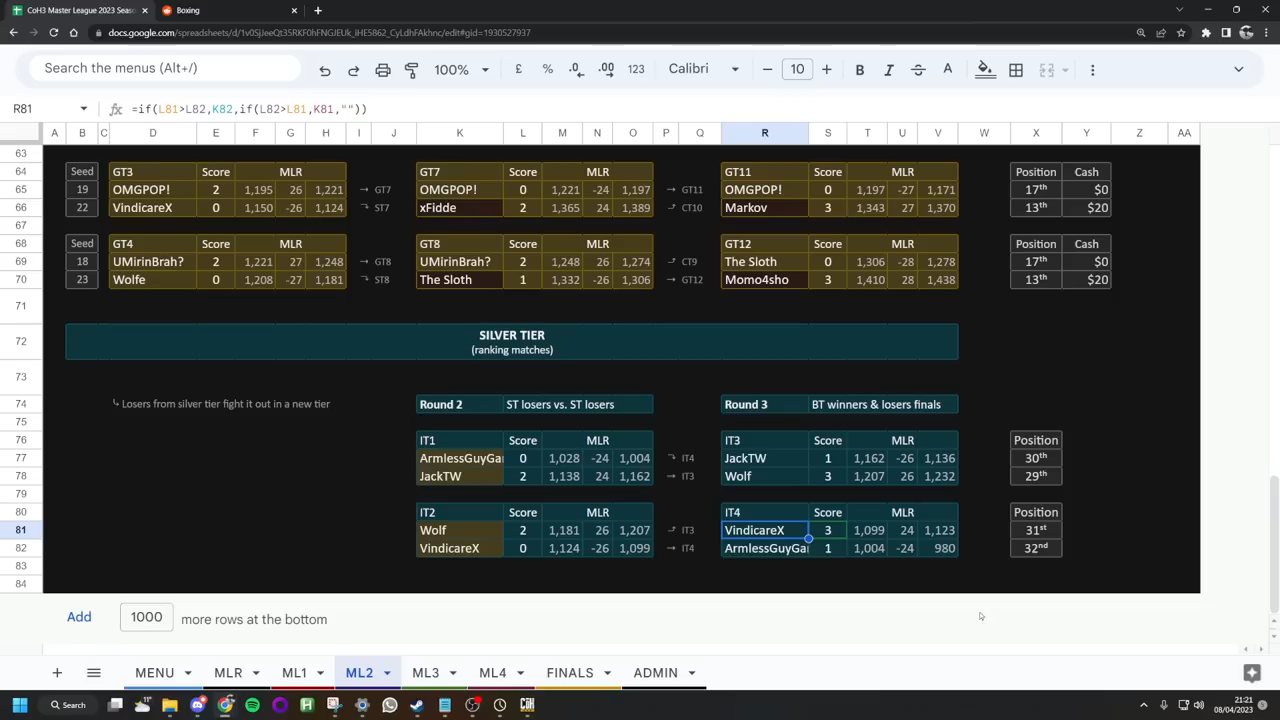 CoH3 Master League 2023 Seaso
Boxing
docs.google.com/spreadsheets/d/1v0SjJeeQt35RKF0hFNGJEUk_iHE5862_CyLdhFAkhnc/edit#gid=1930527937
Search the menus (Alt+/)
100% £ % .0 .00 123 Calibri 10 B I S A
R81 fx =if(L81>L82,K82,if(L82>L81,K81,""))
A B C D E F G H I J K L M N O P Q R S T U V W X Y Z AA
63
64 Seed GT3 Score MLR GT7 Score MLR GT11 Score MLR Position Cash
65 19 OMGPOP! 2 1,195 26 1,221 → GT7 OMGPOP! 0 1,221 -24 1,197 → GT11 OMGPOP! 0 1,197 -27 1,171 17th $0
66 22 VindicareX 0 1,150 -26 1,124 ST7 xFidde 2 1,365 24 1,389 CT10 Markov 3 1,343 27 1,370 13th $20
67
68 Seed GT4 Score MLR GT8 Score MLR GT12 Score MLR Position Cash
69 18 UMirinBrah? 2 1,221 27 1,248 → GT8 UMirinBrah? 2 1,248 26 1,274 CT9 The Sloth 0 1,306 -28 1,278 17th $0
70 23 Wolfe 0 1,208 -27 1,181 ST8 The Sloth 1 1,332 -26 1,306 → GT12 Momo4sho 3 1,410 28 1,438 13th $20
71
72 SILVER TIER
(ranking matches)
73
74 Losers from silver tier fight it out in a new tier Round 2 ST losers vs. ST losers Round 3 BT winners & losers finals
75
76 IT1 Score MLR IT3 Score MLR Position
77 ArmlessGuyGar 0 1,028 -24 1,004 IT4 JackTW 1 1,162 -26 1,136 30th
78 JackTW 2 1,138 24 1,162 → IT3 Wolf 3 1,207 26 1,232 29th
79
80 IT2 Score MLR IT4 Score MLR Position
81 Wolf 2 1,181 26 1,207 IT3 VindicareX 3 1,099 24 1,123 31st
82 VindicareX 0 1,124 -26 1,099 → IT4 ArmlessGuyGar 1 1,004 -24 980 32nd
83
84
Add 1000 more rows at the bottom
MENU MLR ML1 ML2 ML3 ML4 FINALS ADMIN
Search 11° 21:21
08/04/2023